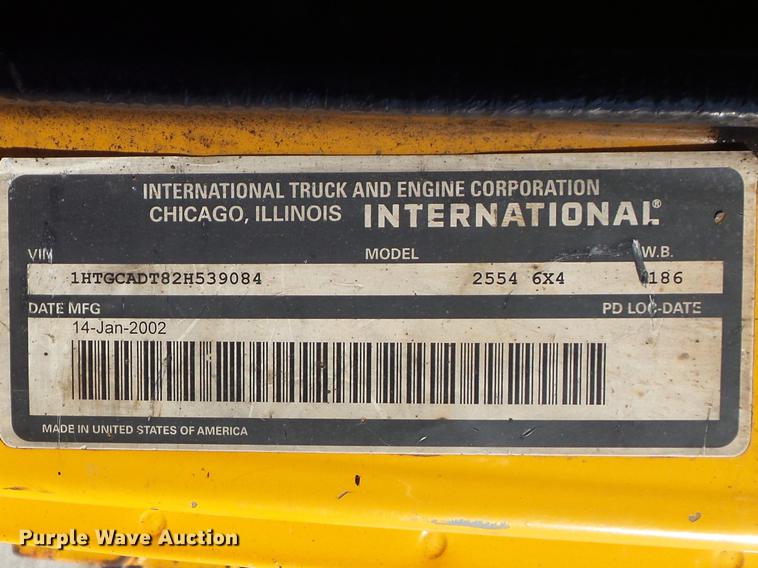 INTERNATIONAL TRUCK AND ENGINE CORPORATION
CHICAGO, ILLINOIS INTERNATIONAL®
VIN MODEL W.B.
1HTGCADT82H539084 2554 6X4 186
DATE MFG PD LOC-DATE
14-Jan-2002
MADE IN UNITED STATES OF AMERICA
Purple Wave Auction